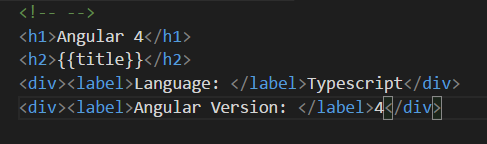 <!-- -->
<h1>Angular 4</h1>
<h2>{{title}}</h2>
<div><label>Language: </label>Typescript</div>
<div><label>Angular Version: </label>4</div>